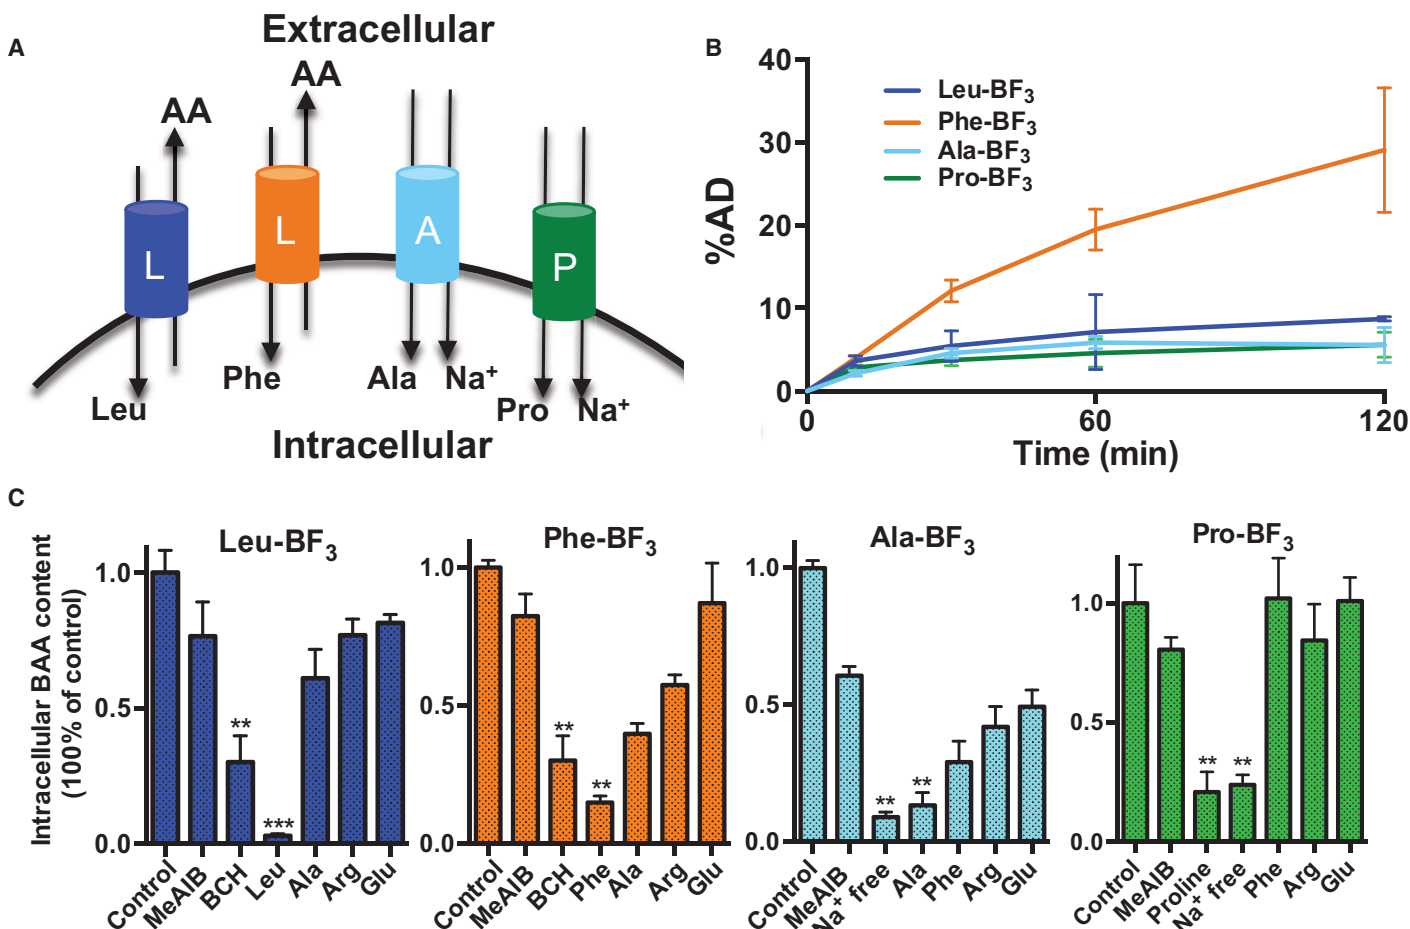 A
Extracellular
AA
AA
L
L
A
P
Leu
Phe
Ala
Na⁺
Pro
Na⁺
Intracellular
B
%AD
40
30
20
10
0
0
60
120
Time (min)
Leu-BF₃
Phe-BF₃
Ala-BF₃
Pro-BF₃
C
Intracellular BAA content
(100% of control)
Leu-BF₃
1.0
0.5
0.0
**
***
Control
MeAIB
BCH
Leu
Ala
Arg
Glu
Phe-BF₃
1.0
0.5
0.0
**
**
Control
MeAIB
BCH
Phe
Ala
Arg
Glu
Ala-BF₃
1.0
0.5
0.0
**
**
Control
MeAIB
Na⁺ free
Ala
Phe
Arg
Glu
Pro-BF₃
1.0
0.5
0.0
**
**
Control
MeAIB
Proline
Na⁺ free
Phe
Arg
Glu